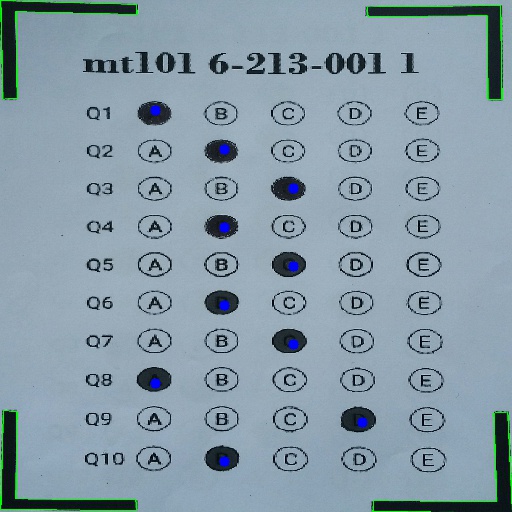 mt101 6-213-001 1
Q1 B C D E
Q2 A C D E
Q3 A B D E
Q4 A C D E
Q5 A B D E
Q6 A C D E
Q7 A B D E
Q8 A B C D E
Q9 A B C E
Q10 A C D E